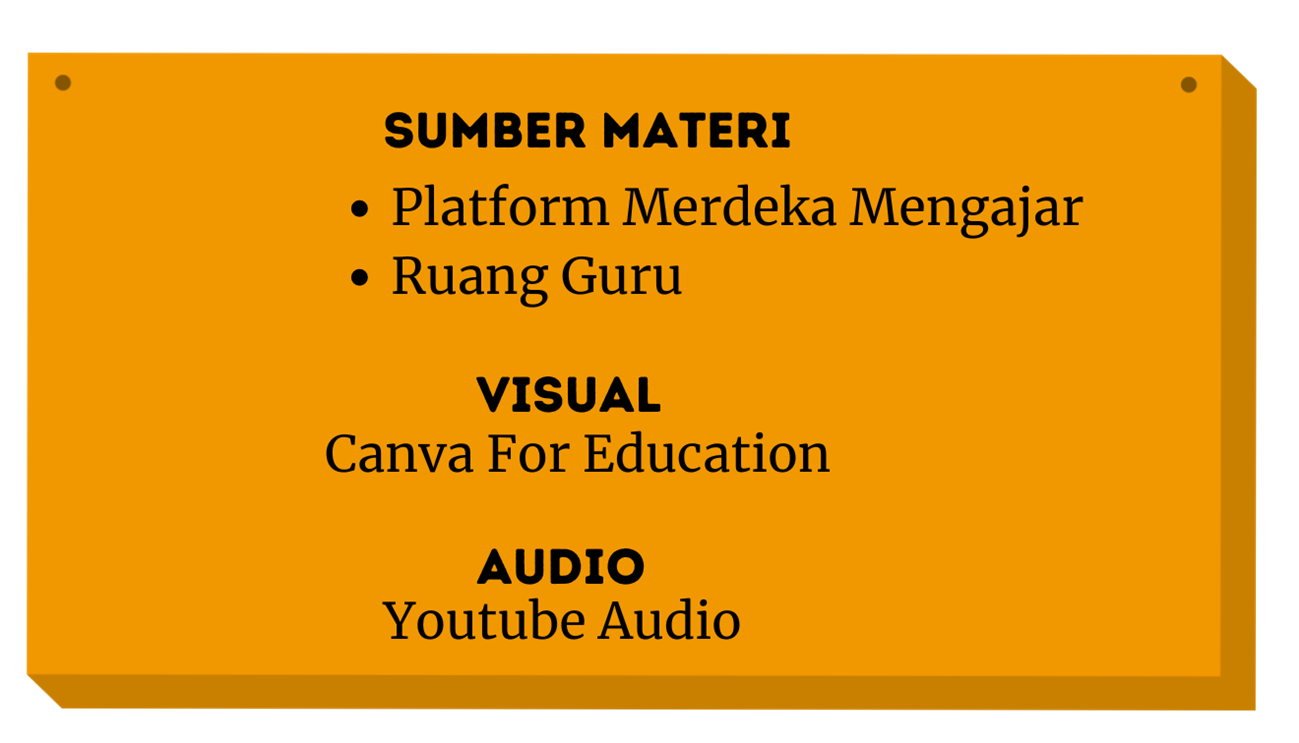 SUMBER MATERI
• Platform Merdeka Mengajar
• Ruang Guru
VISUAL
Canva For Education
AUDIO
Youtube Audio